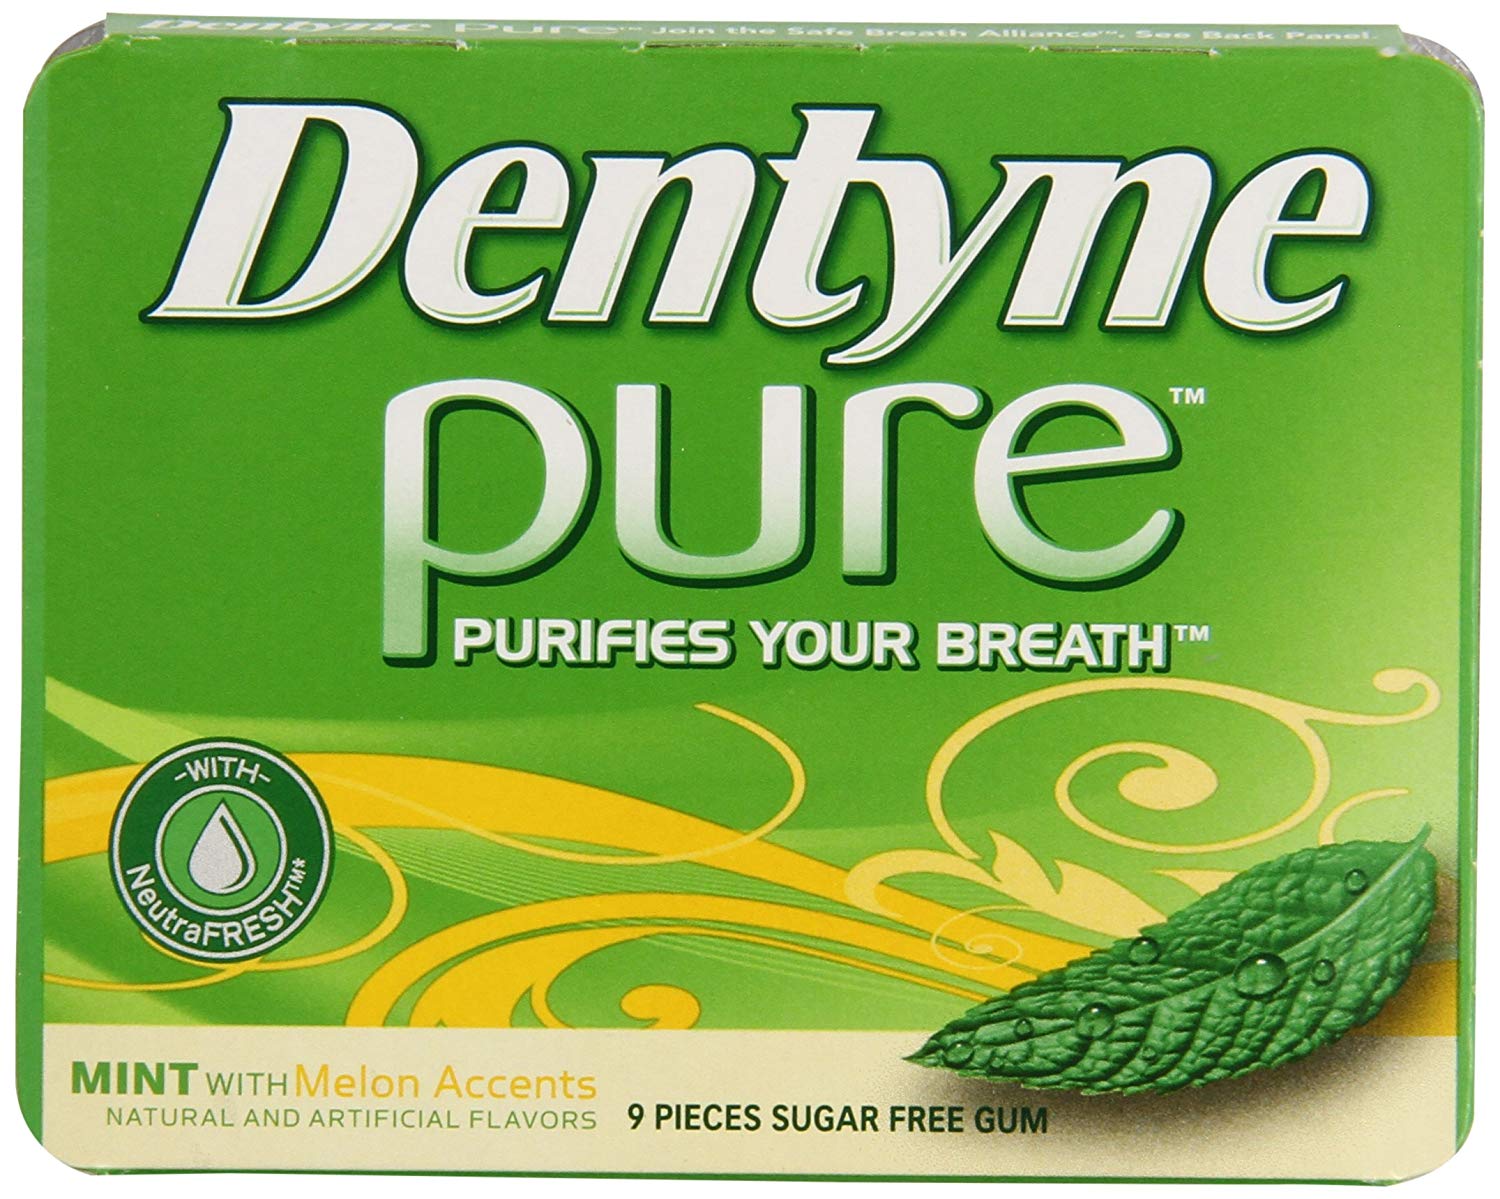 Dentyne pure™ Join the Safe Breath Alliance™. See Back Panel.
Dentyne
pure™
PURIFIES YOUR BREATH™
-WITH-
NeutraFRESH™*
MINT WITH Melon Accents
NATURAL AND ARTIFICIAL FLAVORS
9 PIECES SUGAR FREE GUM